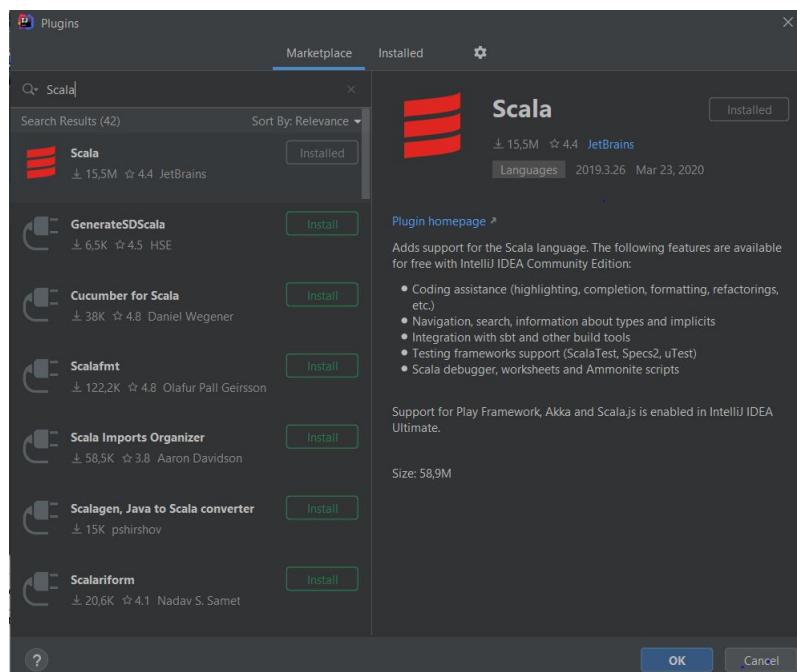 Plugins
Marketplace Installed
Scala
Search Results (42) Sort By: Relevance
Scala
15,5M 4.4 JetBrains
Installed
GenerateSDScala
6,5K 4.5 HSE
Install
Cucumber for Scala
38K 4.8 Daniel Wegener
Install
Scalafmt
122,2K 4.8 Olafur Pall Geirsson
Install
Scala Imports Organizer
58,5K 3.8 Aaron Davidson
Install
Scalagen, Java to Scala converter
15K pshirshov
Install
Scalariform
20,6K 4.1 Nadav S. Samet
Install
Scala
Installed
15,5M 4.4 JetBrains
Languages 2019.3.26 Mar 23, 2020
Plugin homepage
Adds support for the Scala language. The following features are available
for free with IntelliJ IDEA Community Edition:
Coding assistance (highlighting, completion, formatting, refactorings,
etc.)
Navigation, search, information about types and implicits
Integration with sbt and other build tools
Testing frameworks support (ScalaTest, Specs2, uTest)
Scala debugger, worksheets and Ammonite scripts
Support for Play Framework, Akka and Scala.js is enabled in IntelliJ IDEA
Ultimate.
Size: 58,9M
?
OK Cancel